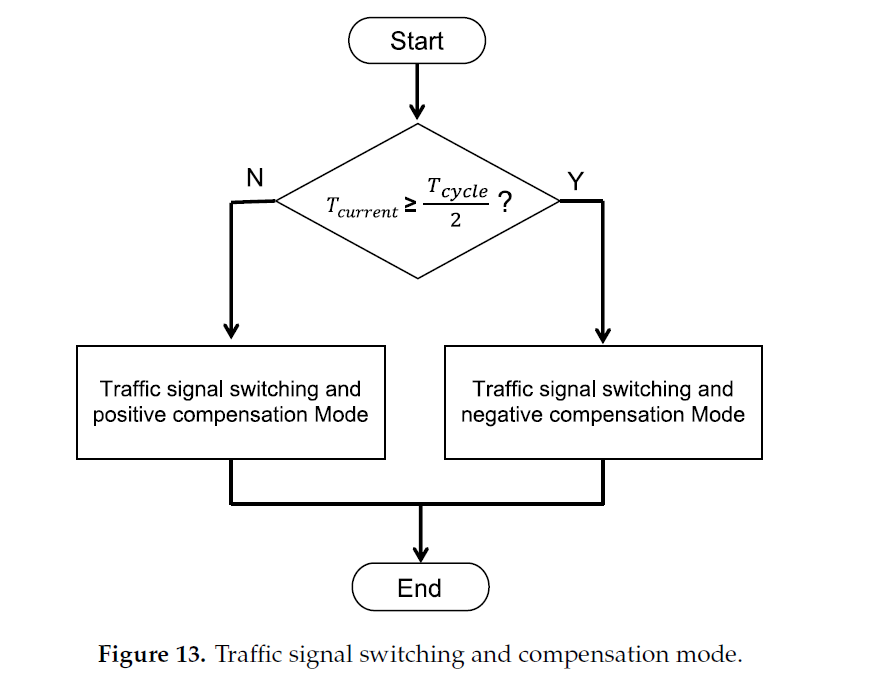 Start
N
Y
T_current ≥ T_cycle/2 ?
Traffic signal switching and
positive compensation Mode
Traffic signal switching and
negative compensation Mode
End
Figure 13. Traffic signal switching and compensation mode.